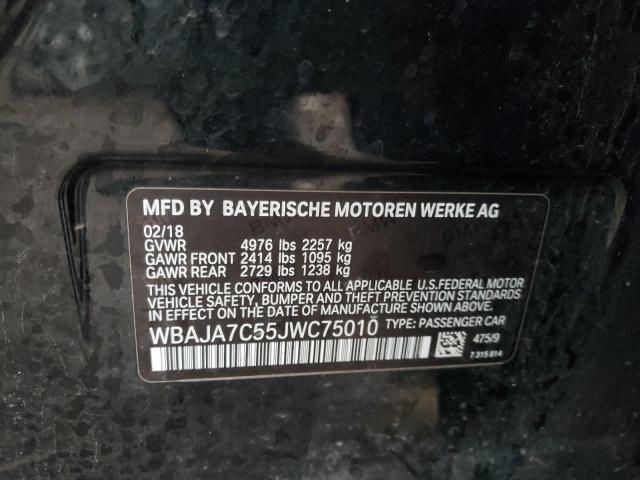 MFD BY BAYERISCHE MOTOREN WERKE AG
02/18
GVWR 4976 lbs 2257 kg
GAWR FRONT 2414 lbs 1095 kg
GAWR REAR 2729 lbs 1238 kg
THIS VEHICLE CONFORMS TO ALL APPLICABLE U.S.FEDERAL MOTOR
VEHICLE SAFETY, BUMPER AND THEFT PREVENTION STANDARDS IN
EFFECT ON THE DATE OF MANUFACTURE SHOWN ABOVE.
WBAJA7C55JWC75010 TYPE: PASSENGER CAR
475/9
7 315 814